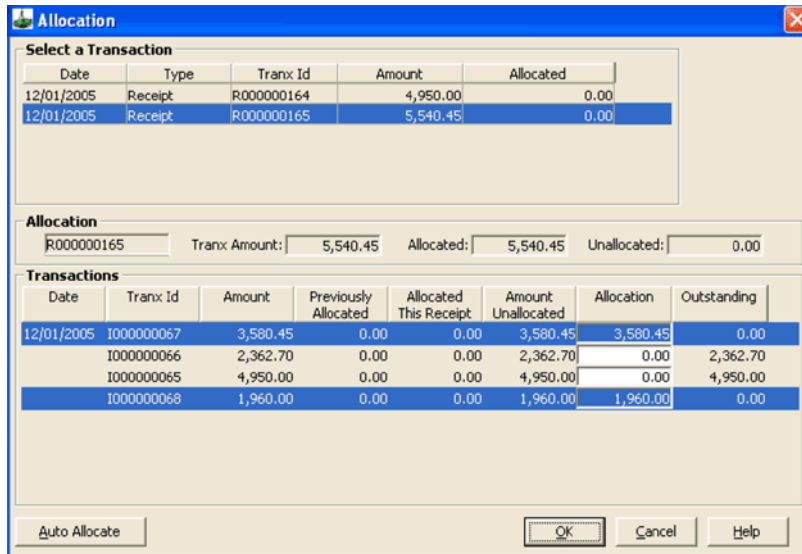 Allocation
Select a Transaction
Date Type Tranx Id Amount Allocated
12/01/2005 Receipt R000000164 4,950.00 0.00
12/01/2005 Receipt R000000165 5,540.45 0.00
Allocation
R000000165 Tranx Amount: 5,540.45 Allocated: 5,540.45 Unallocated: 0.00
Transactions
Date Tranx Id Amount Previously Allocated Allocation Outstanding
Allocated This Receipt Amount Unallocated
12/01/2005 I000000067 3,580.45 0.00 0.00 3,580.45 3,580.45 0.00
I000000066 2,362.70 0.00 0.00 2,362.70 0.00 2,362.70
I000000065 4,950.00 0.00 0.00 4,950.00 0.00 4,950.00
I000000068 1,960.00 0.00 0.00 1,960.00 1,960.00 0.00
Auto Allocate OK Cancel Help